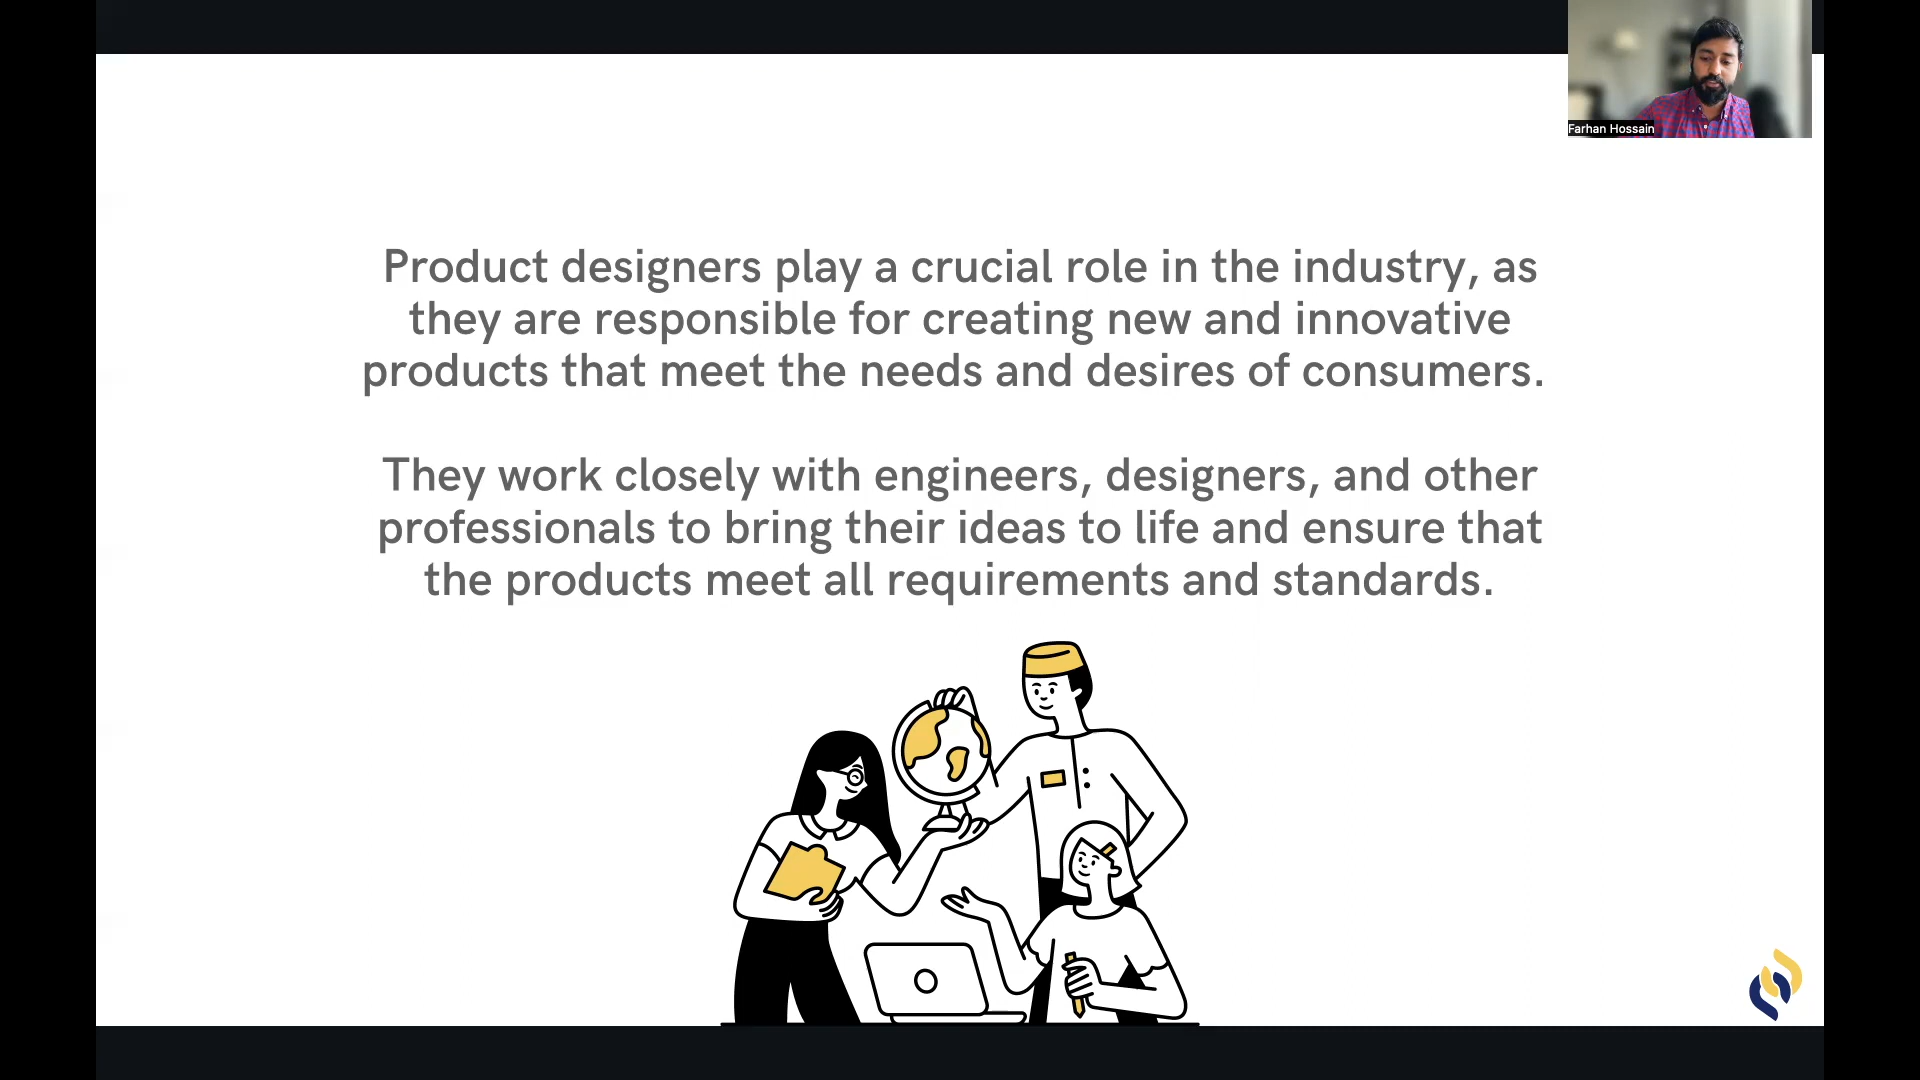 Farhan Hossain
Product designers play a crucial role in the industry, as
they are responsible for creating new and innovative
products that meet the needs and desires of consumers.
They work closely with engineers, designers, and other
professionals to bring their ideas to life and ensure that
the products meet all requirements and standards.